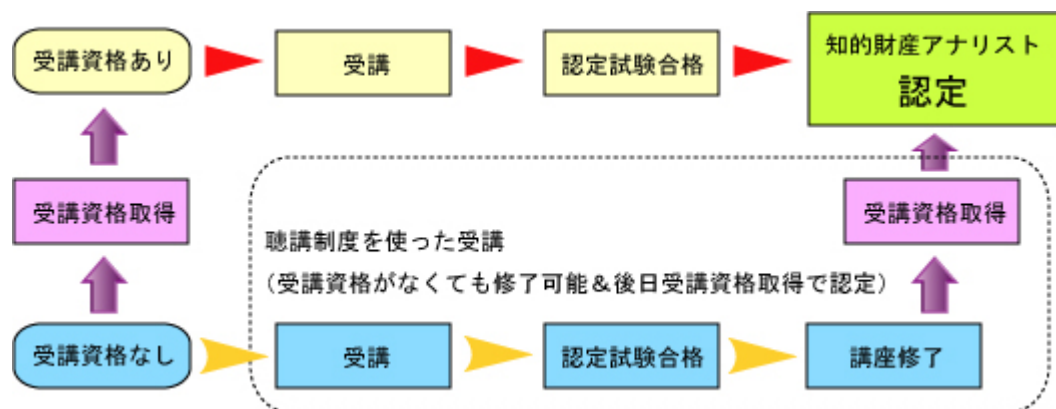 受講資格あり
受講
認定試験合格
知的財産アナリスト
認定
受講資格取得
受講資格取得
聴講制度を使った受講
（受講資格がなくても修了可能＆後日受講資格取得で認定）
受講資格なし
受講
認定試験合格
講座修了